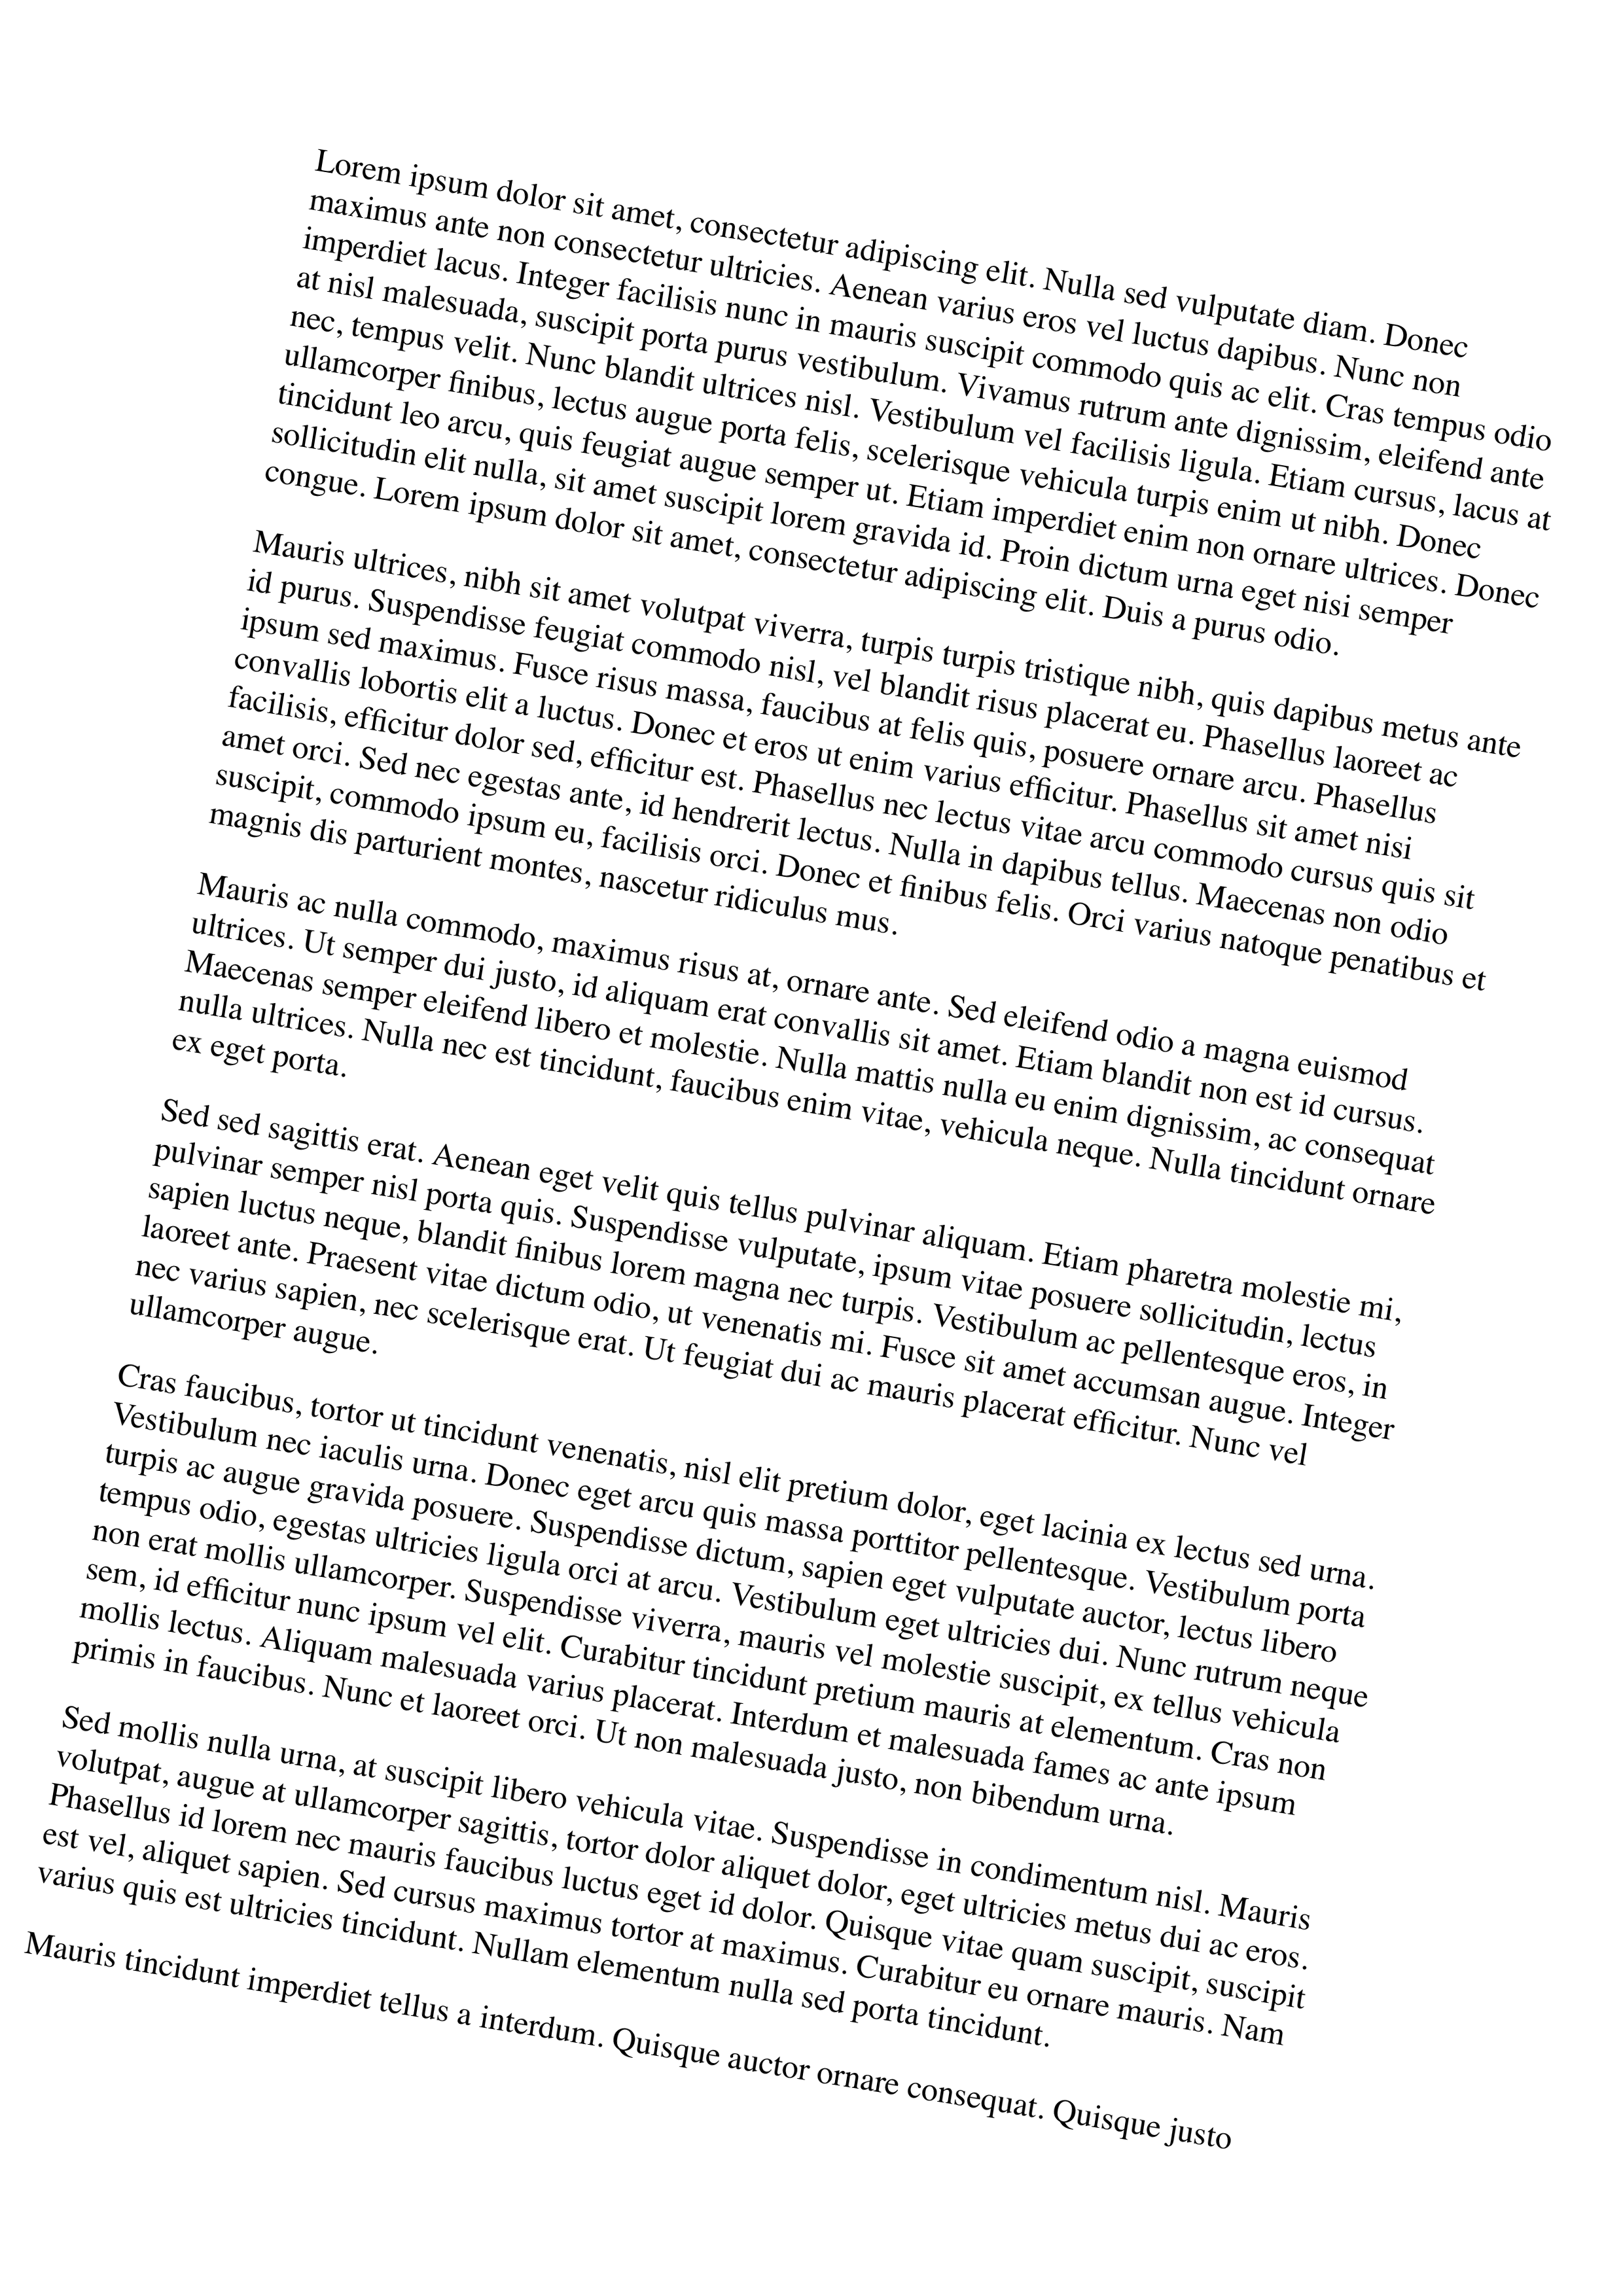 Lorem ipsum dolor sit amet, consectetur adipiscing elit. Nulla sed vulputate diam. Donec
maximus ante non consectetur ultricies. Aenean varius eros vel luctus dapibus. Nunc non
imperdiet lacus. Integer facilisis nunc in mauris suscipit commodo quis ac elit. Cras tempus odio
at nisl malesuada, suscipit porta purus vestibulum. Vivamus rutrum ante dignissim, eleifend ante
nec, tempus velit. Nunc blandit ultrices nisl. Vestibulum vel facilisis ligula. Etiam cursus, lacus at
ullamcorper finibus, lectus augue porta felis, scelerisque vehicula turpis enim ut nibh. Donec
tincidunt leo arcu, quis feugiat augue semper ut. Etiam imperdiet enim non ornare ultrices. Donec
sollicitudin elit nulla, sit amet suscipit lorem gravida id. Proin dictum urna eget nisi semper
congue. Lorem ipsum dolor sit amet, consectetur adipiscing elit. Duis a purus odio.
Mauris ultrices, nibh sit amet volutpat viverra, turpis turpis tristique nibh, quis dapibus metus ante
id purus. Suspendisse feugiat commodo nisl, vel blandit risus placerat eu. Phasellus laoreet ac
ipsum sed maximus. Fusce risus massa, faucibus at felis quis, posuere ornare arcu. Phasellus
convallis lobortis elit a luctus. Donec et eros ut enim varius efficitur. Phasellus sit amet nisi
facilisis, efficitur dolor sed, efficitur est. Phasellus nec lectus vitae arcu commodo cursus quis sit
amet orci. Sed nec egestas ante, id hendrerit lectus. Nulla in dapibus tellus. Maecenas non odio
suscipit, commodo ipsum eu, facilisis orci. Donec et finibus felis. Orci varius natoque penatibus et
magnis dis parturient montes, nascetur ridiculus mus.
Mauris ac nulla commodo, maximus risus at, ornare ante. Sed eleifend odio a magna euismod
ultrices. Ut semper dui justo, id aliquam erat convallis sit amet. Etiam blandit non est id cursus.
Maecenas semper eleifend libero et molestie. Nulla mattis nulla eu enim dignissim, ac consequat
nulla ultrices. Nulla nec est tincidunt, faucibus enim vitae, vehicula neque. Nulla tincidunt ornare
ex eget porta.
Sed sed sagittis erat. Aenean eget velit quis tellus pulvinar aliquam. Etiam pharetra molestie mi,
pulvinar semper nisl porta quis. Suspendisse vulputate, ipsum vitae posuere sollicitudin, lectus
sapien luctus neque, blandit finibus lorem magna nec turpis. Vestibulum ac pellentesque eros, in
laoreet ante. Praesent vitae dictum odio, ut venenatis mi. Fusce sit amet accumsan augue. Integer
nec varius sapien, nec scelerisque erat. Ut feugiat dui ac mauris placerat efficitur. Nunc vel
ullamcorper augue.
Cras faucibus, tortor ut tincidunt venenatis, nisl elit pretium dolor, eget lacinia ex lectus sed urna.
Vestibulum nec iaculis urna. Donec eget arcu quis massa porttitor pellentesque. Vestibulum porta
turpis ac augue gravida posuere. Suspendisse dictum, sapien eget vulputate auctor, lectus libero
tempus odio, egestas ultricies ligula orci at arcu. Vestibulum eget ultricies dui. Nunc rutrum neque
non erat mollis ullamcorper. Suspendisse viverra, mauris vel molestie suscipit, ex tellus vehicula
sem, id efficitur nunc ipsum vel elit. Curabitur tincidunt pretium mauris at elementum. Cras non
mollis lectus. Aliquam malesuada varius placerat. Interdum et malesuada fames ac ante ipsum
primis in faucibus. Nunc et laoreet orci. Ut non malesuada justo, non bibendum urna.
Sed mollis nulla urna, at suscipit libero vehicula vitae. Suspendisse in condimentum nisl. Mauris
volutpat, augue at ullamcorper sagittis, tortor dolor aliquet dolor, eget ultricies metus dui ac eros.
Phasellus id lorem nec mauris faucibus luctus eget id dolor. Quisque vitae quam suscipit, suscipit
est vel, aliquet sapien. Sed cursus maximus tortor at maximus. Curabitur eu ornare mauris. Nam
varius quis est ultricies tincidunt. Nullam elementum nulla sed porta tincidunt.
Mauris tincidunt imperdiet tellus a interdum. Quisque auctor ornare consequat. Quisque justo